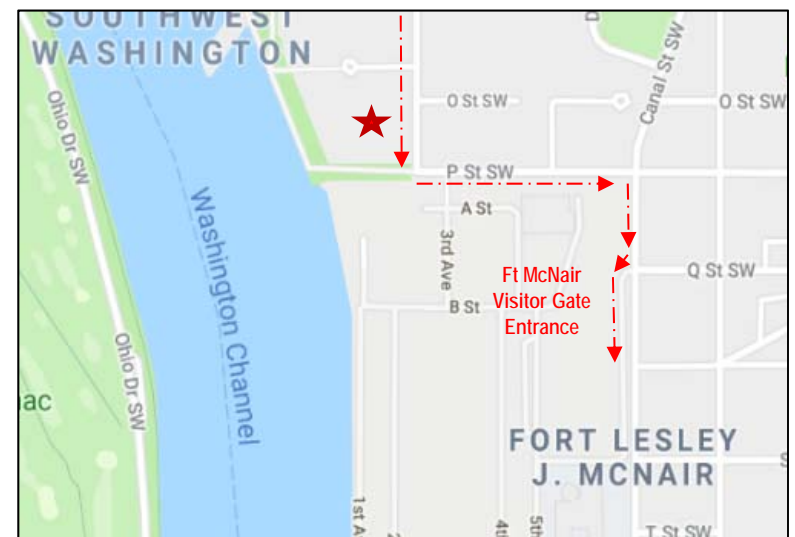 SOUTHWEST
WASHINGTON
Ohio Dr SW
Canal St SW
O St SW
O St SW
P St SW
A St
Washington Channel
3rd Ave
Ft McNair
Visitor Gate
Entrance
Q St SW
B St
Ohio Dr SW
ac
FORT LESLEY
J. MCNAIR
S
1st A
2
4th
5th
T St SW